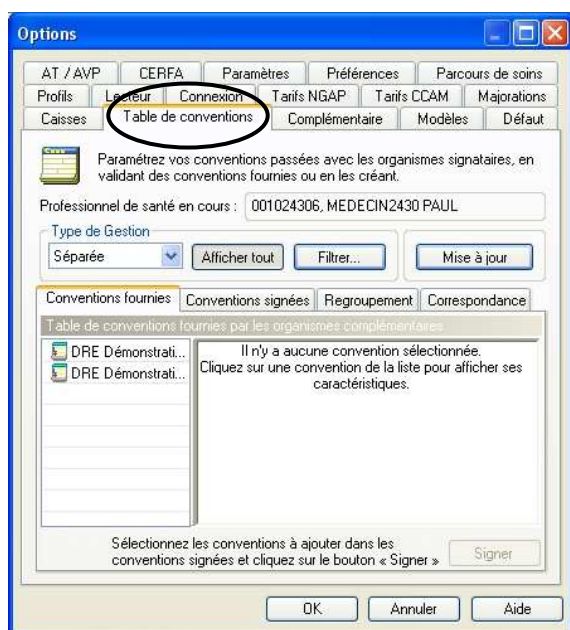 Options
AT / AVP CERFA Paramètres Préférences Parcours de soins
Profils Lecteur Connexion Tarifs NGAP Tarifs CCAM Majorations
Caisses Table de conventions Complémentaire Modèles Défaut
Paramétrez vos conventions passées avec les organismes signataires, en
validant des conventions fournies ou en les créant.
Professionnel de santé en cours : 001024306, MEDECIN2430 PAUL
Type de Gestion
Séparée Afficher tout Filtrer... Mise à jour
Conventions fournies Conventions signées Regroupement Correspondance
Table de conventions fournies par les organismes complémentaires
DRE Démonstrati...
DRE Démonstrati...
Il n'y a aucune convention sélectionnée.
Cliquez sur une convention de la liste pour afficher ses
caractéristiques.
Sélectionnez les conventions à ajouter dans les
conventions signées et cliquez sur le bouton « Signer »
Signer
OK Annuler Aide